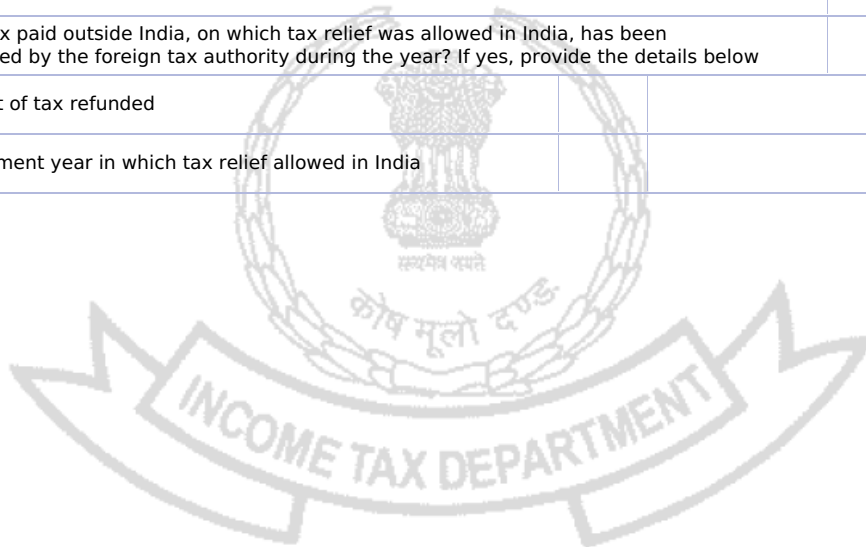 x paid outside India, on which tax relief was allowed in India, has been
ed by the foreign tax authority during the year? If yes, provide the details below
t of tax refunded
ment year in which tax relief allowed in India
सत्यमेव जयते
कोष मूलो दण्ड
INCOME TAX DEPARTMENT